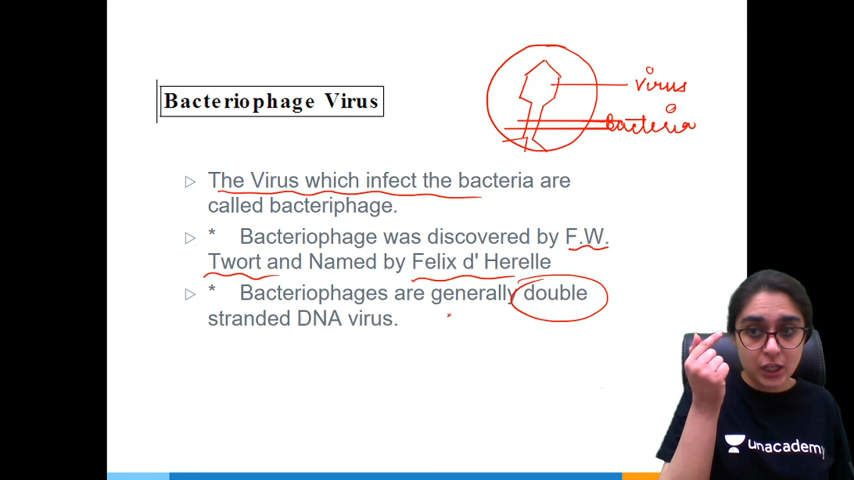 Bacteriophage Virus
virus
Bacteria
The Virus which infect the bacteria are
called bacteriphage.
* Bacteriophage was discovered by F.W.
Twort and Named by Felix d' Herelle
* Bacteriophages are generally double
stranded DNA virus.
unacademy